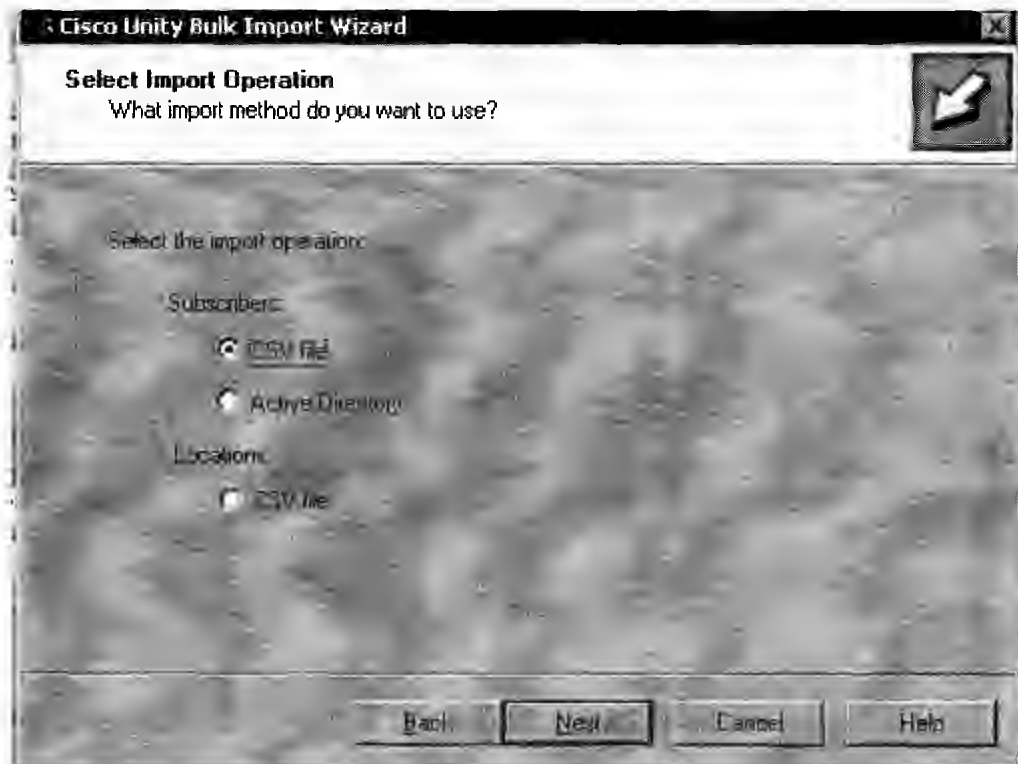 Cisco Unity Bulk Import Wizard
Select Import Operation
What import method do you want to use?
Select the import operation:
Subscribers:
CSV file
Active Directory
Locations:
CSV file
Back Next Cancel Help